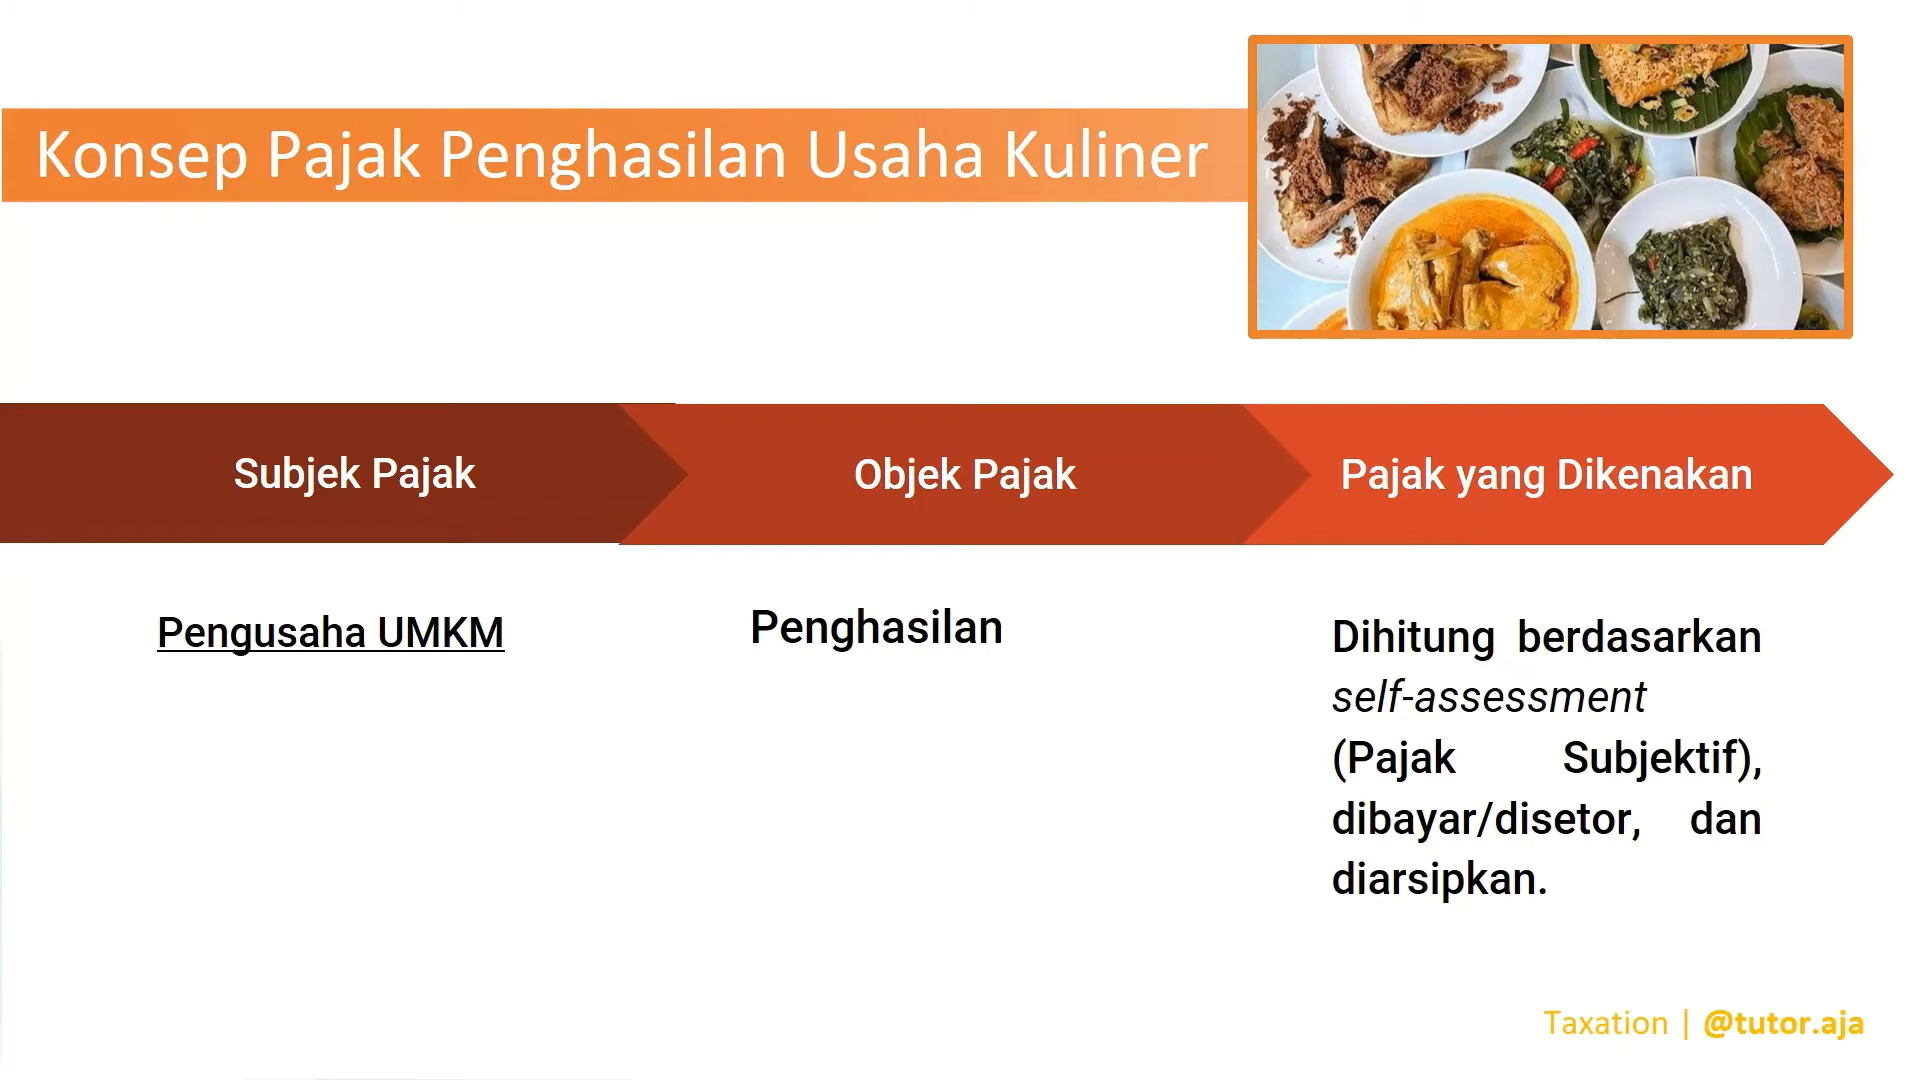 Konsep Pajak Penghasilan Usaha Kuliner
Subjek Pajak
Objek Pajak
Pajak yang Dikenakan
Pengusaha UMKM
Penghasilan
Dihitung berdasarkan
self-assessment
(Pajak Subjektif),
dibayar/disetor, dan
diarsipkan.
Taxation | @tutor.aja